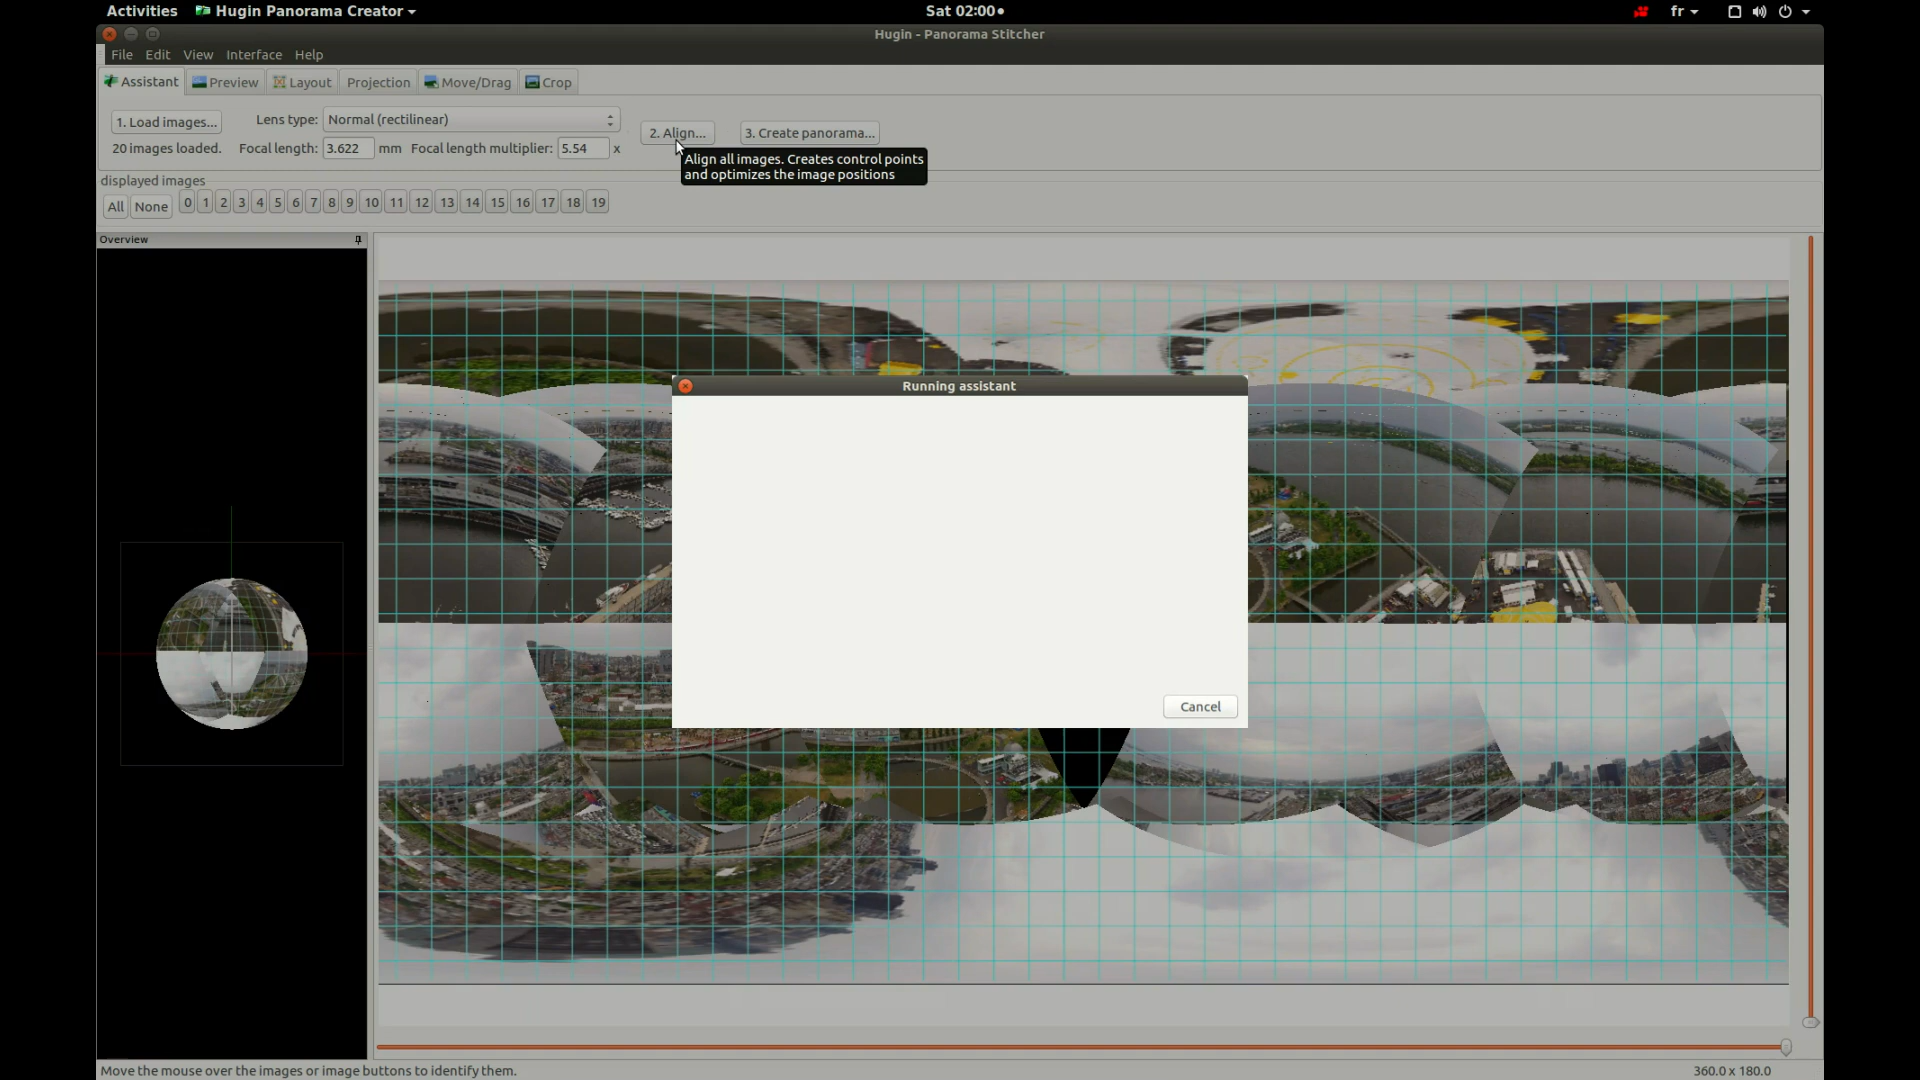 Activities Hugin Panorama Creator Sat 02:00 fr
Hugin - Panorama Stitcher
File Edit View Interface Help
Assistant Preview Layout Projection Move/Drag Crop
1. Load images... Lens type: Normal (rectilinear) 2. Align... 3. Create panorama...
20 images loaded. Focal length: 3.622 mm Focal length multiplier: 5.54 x
Align all images. Creates control points
and optimizes the image positions
displayed images
All None 0 1 2 3 4 5 6 7 8 9 10 11 12 13 14 15 16 17 18 19
Overview
Running assistant
Cancel
Move the mouse over the images or image buttons to identify them. 360.0 x 180.0